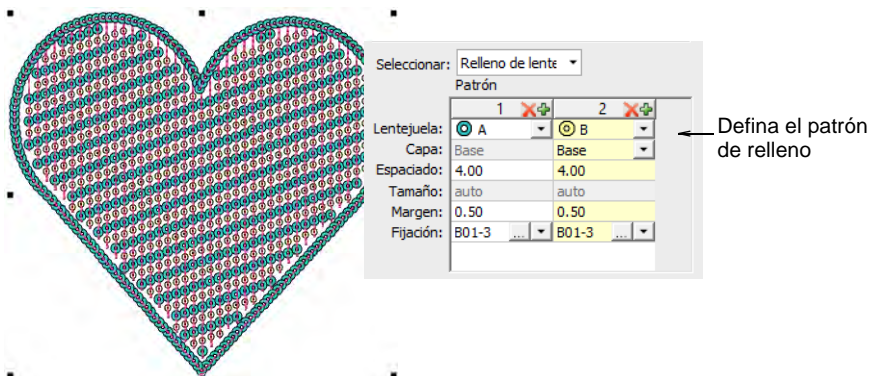 Seleccionar: Relleno de lente
Patrón
1 2
Lentejuela: A B
Capa: Base Base
Espaciado: 4.00 4.00
Tamaño: auto auto
Margen: 0.50 0.50
Fijación: B01-3 ... B01-3 ...
Defina el patrón
de relleno